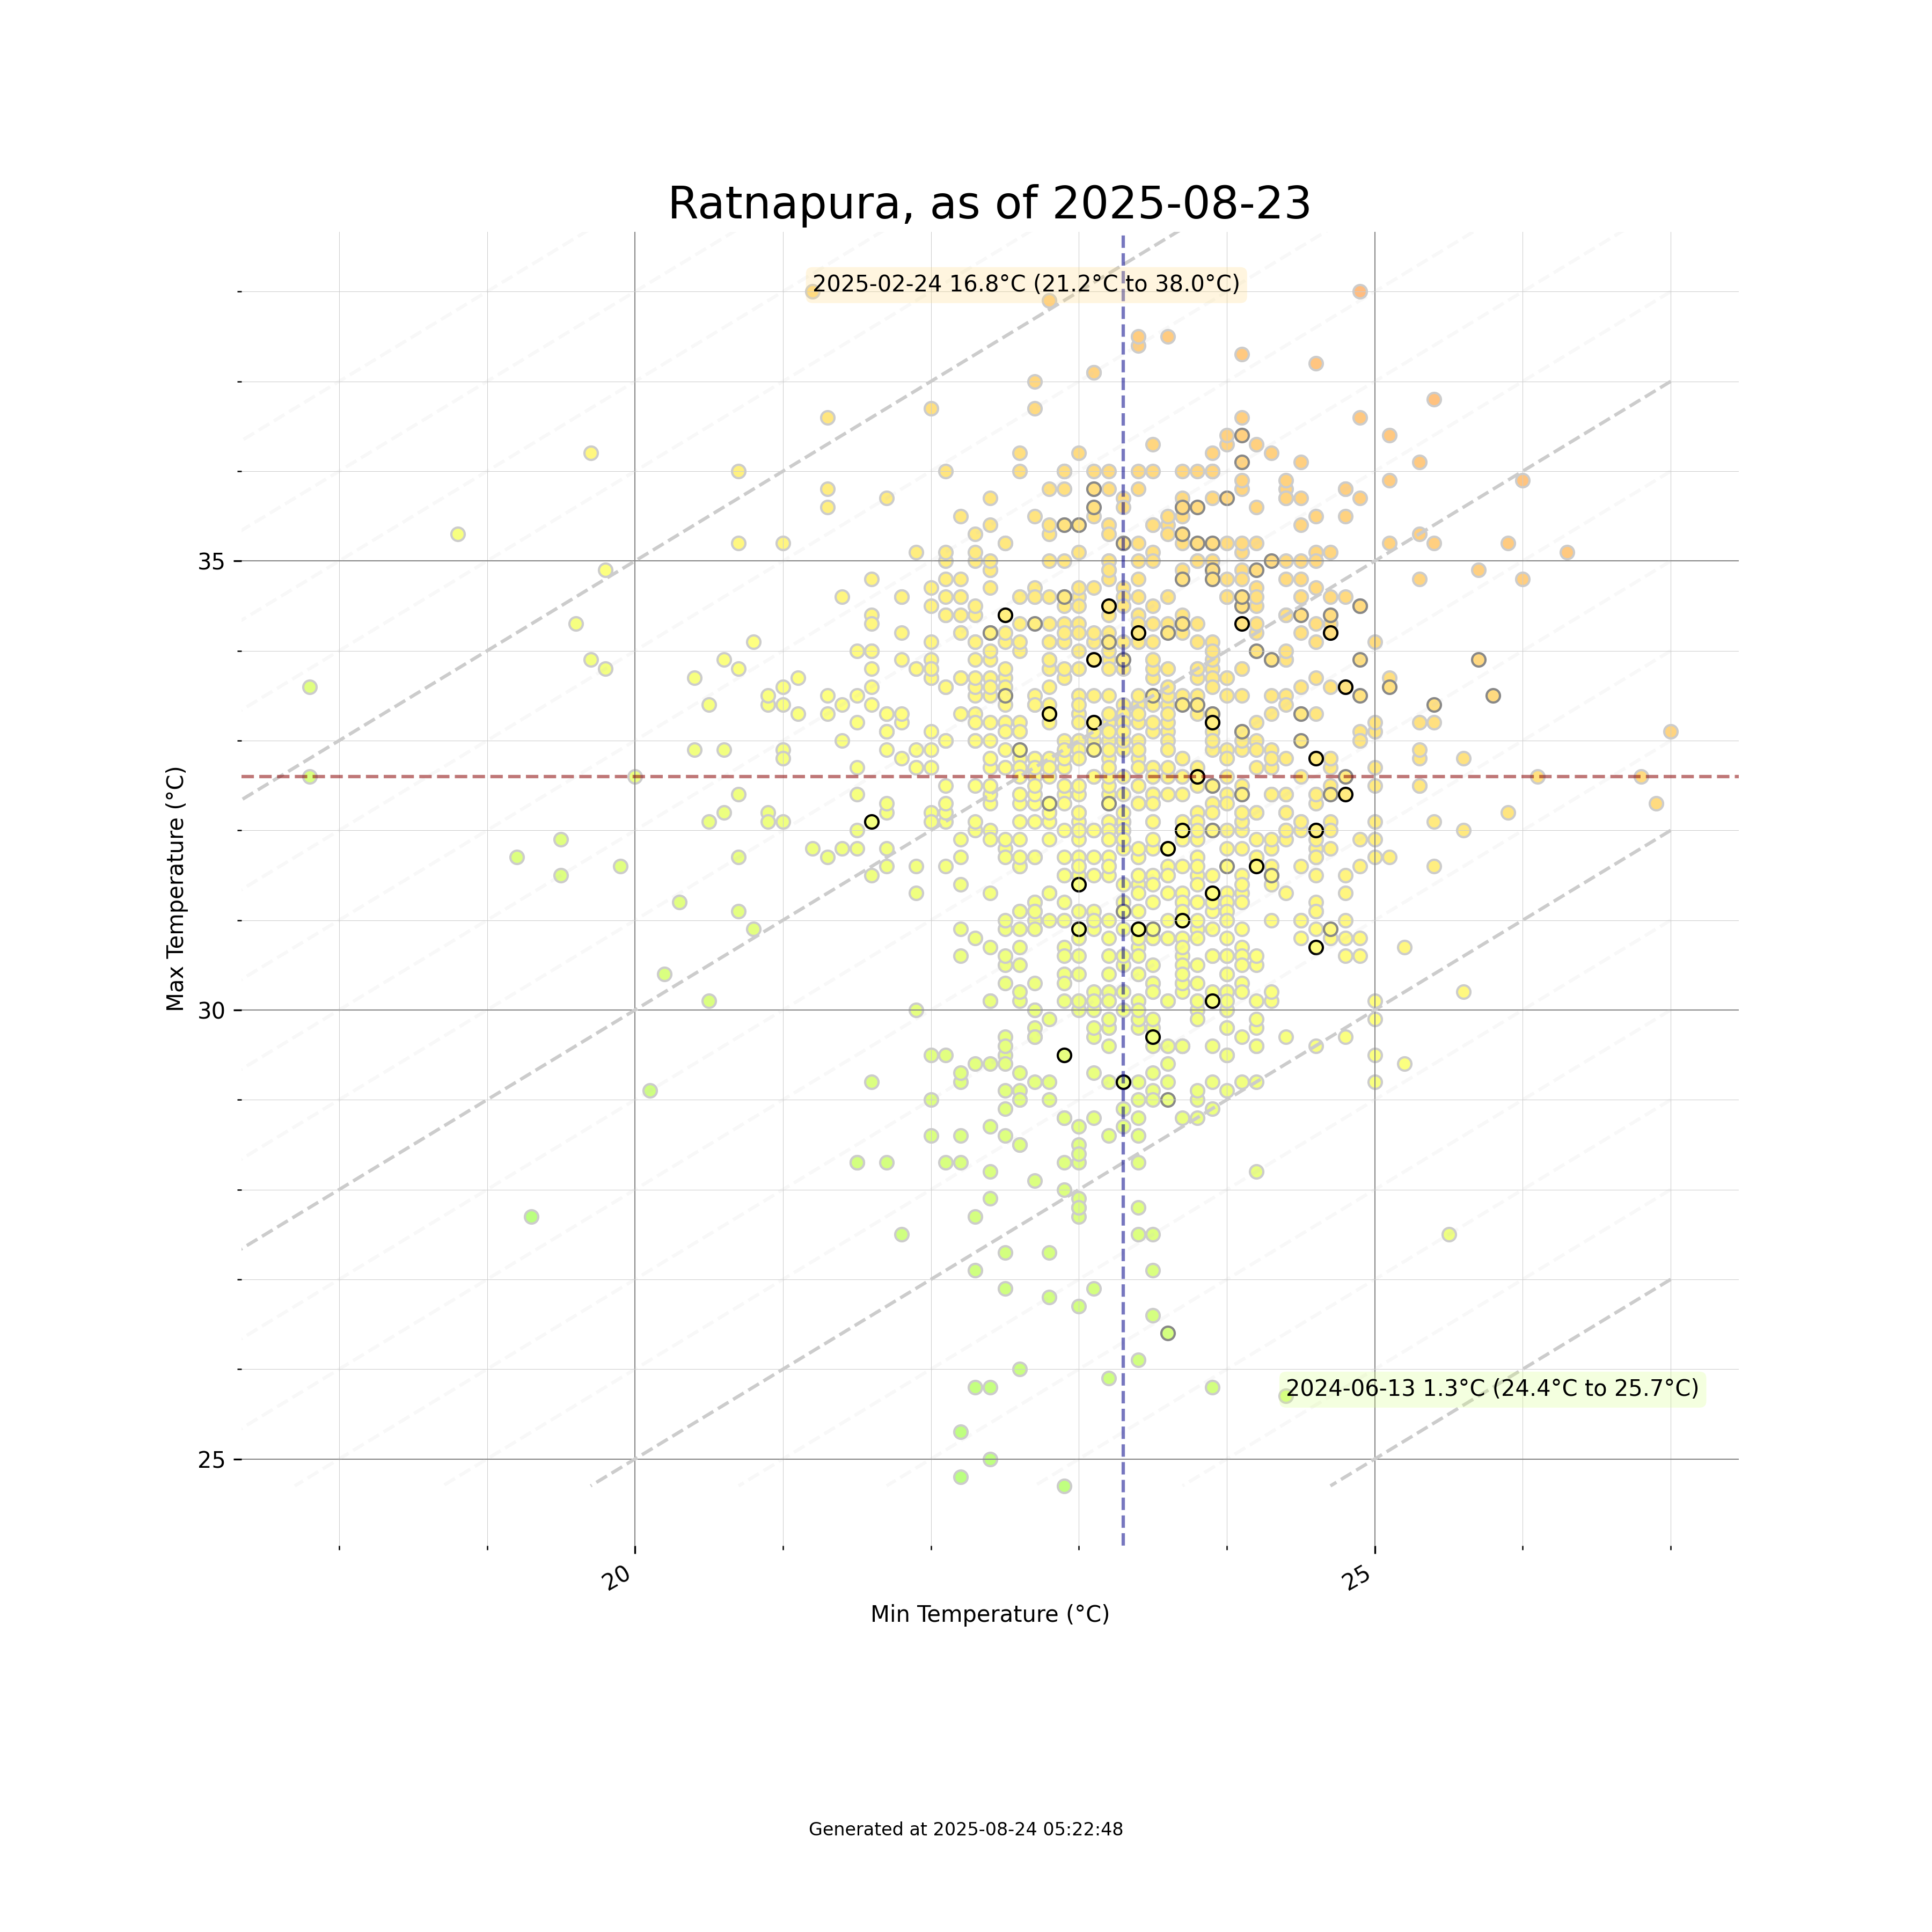 Ratnapura, as of 2025-08-23
2025-02-24 16.8°C (21.2°C to 38.0°C)
35
Max Temperature (°C)
30
2024-06-13 1.3°C (24.4°C to 25.7°C)
25
20
25
Min Temperature (°C)
Generated at 2025-08-24 05:22:48